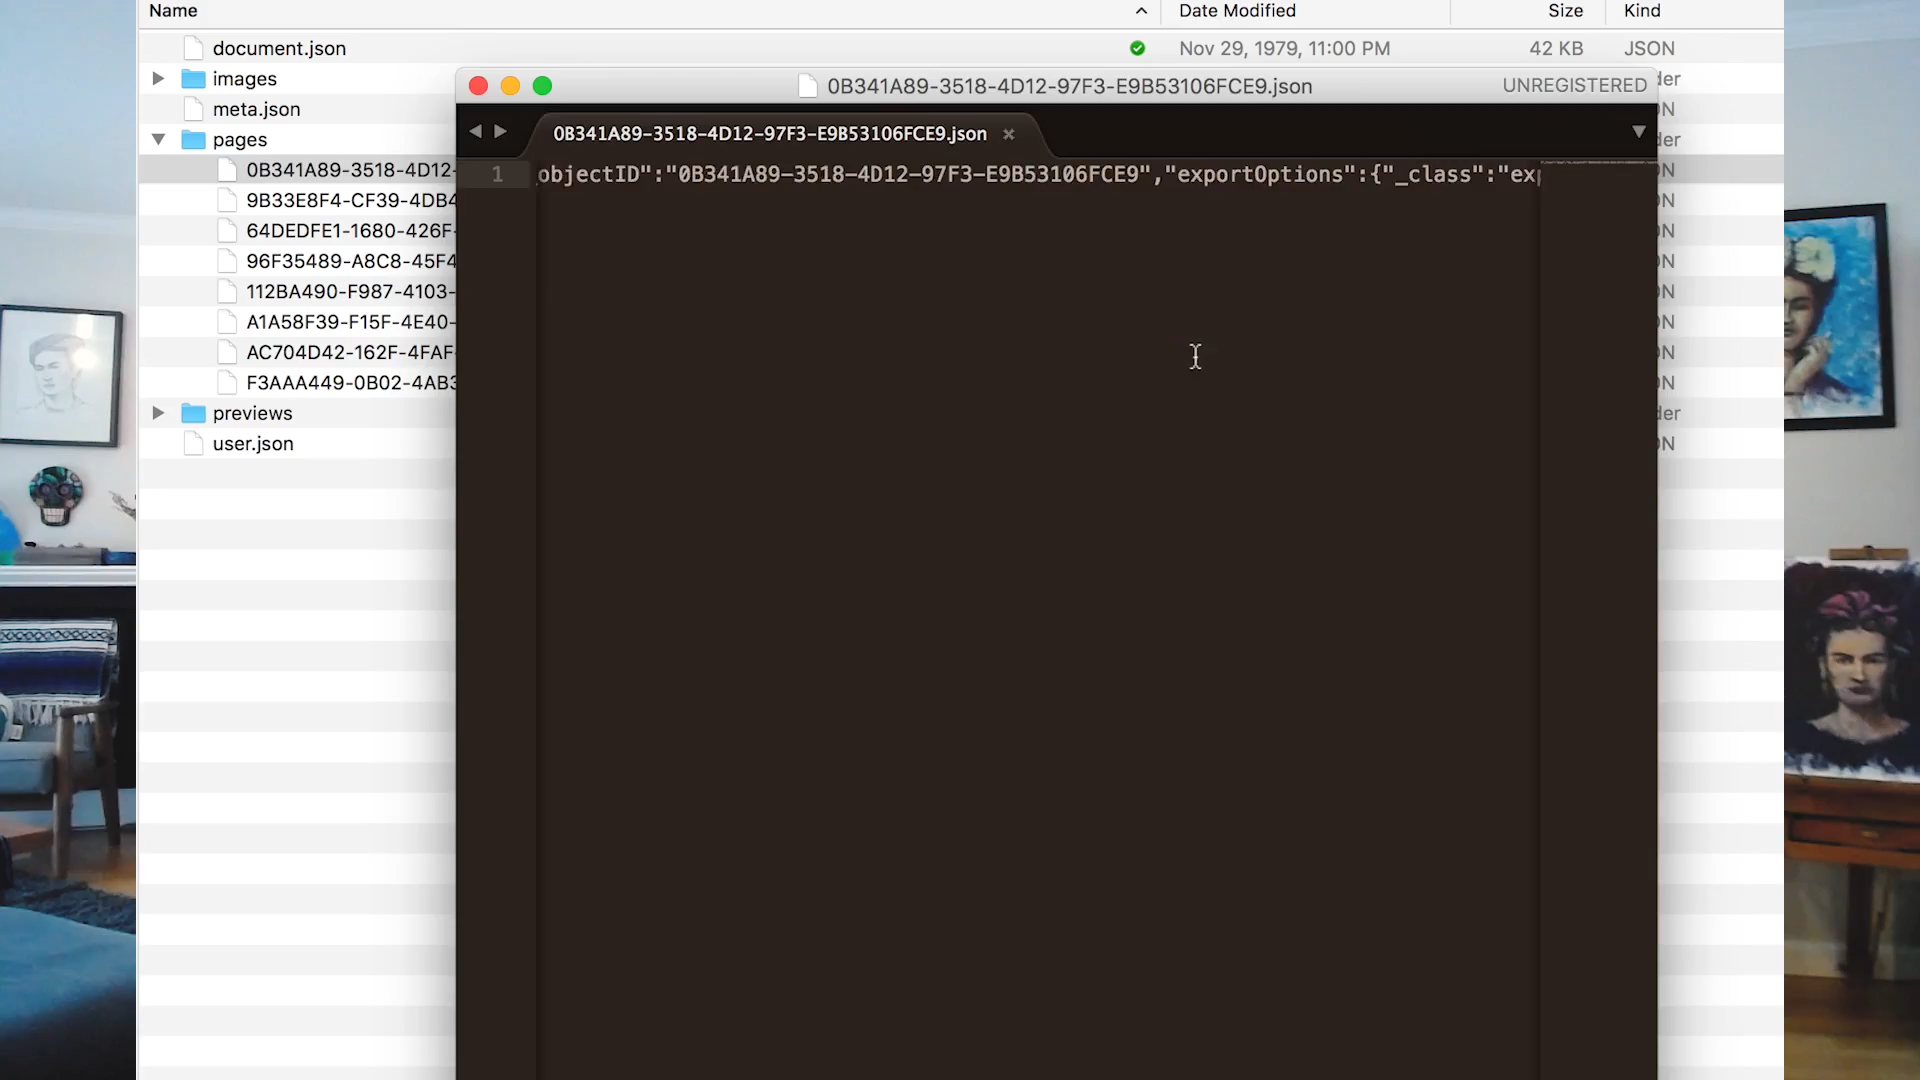 Name Date Modified Size Kind
document.json Nov 29, 1979, 11:00 PM 42 KB JSON
images
meta.json
pages
0B341A89-3518-4D12-
9B33E8F4-CF39-4DB4
64DEDFE1-1680-426F-
96F35489-A8C8-45F4
112BA490-F987-4103-
A1A58F39-F15F-4E40-
AC704D42-162F-4FAF-
F3AAA449-0B02-4AB3
previews
user.json
0B341A89-3518-4D12-97F3-E9B53106FCE9.json UNREGISTERED
0B341A89-3518-4D12-97F3-E9B53106FCE9.json
1 objectID":"0B341A89-3518-4D12-97F3-E9B53106FCE9","exportOptions":{"_class":"exp